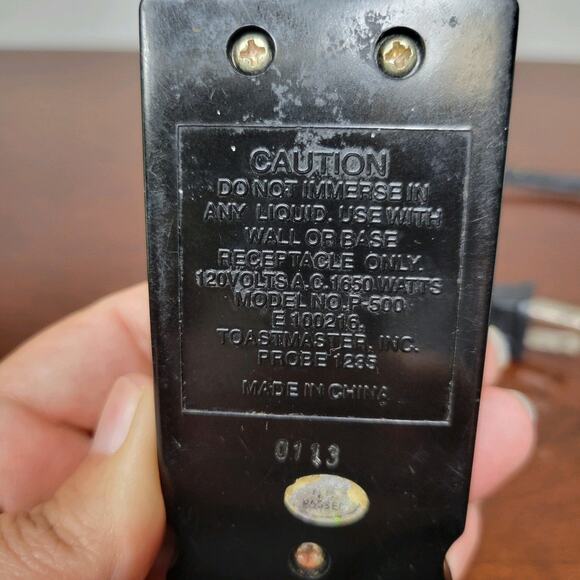 CAUTION
DO NOT IMMERSE IN
ANY LIQUID. USE WITH
WALL OR BASE
RECEPTACLE ONLY.
120VOLTS A.C. 1650 WATTS
MODEL NO. P-500
E 100216.
TOASTMASTER, INC.
PROBE 1235
MADE IN CHINA
0113